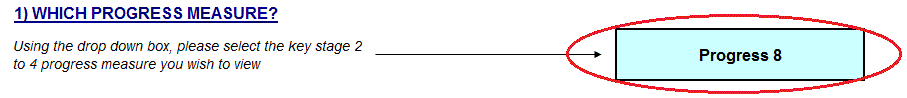 1) WHICH PROGRESS MEASURE?
Using the drop down box, please select the key stage 2
to 4 progress measure you wish to view
Progress 8